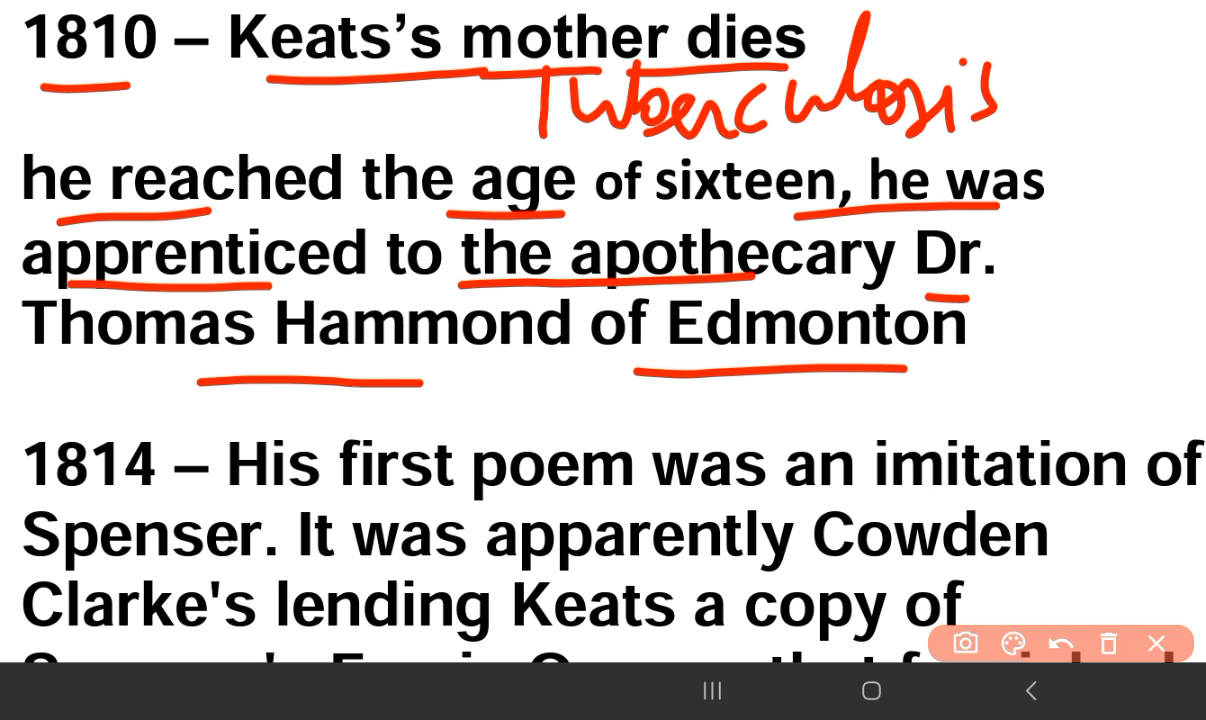 1810 – Keats’s mother dies
Tuberculosis
he reached the age of sixteen, he was
apprenticed to the apothecary Dr.
Thomas Hammond of Edmonton
1814 – His first poem was an imitation of
Spenser. It was apparently Cowden
Clarke's lending Keats a copy of